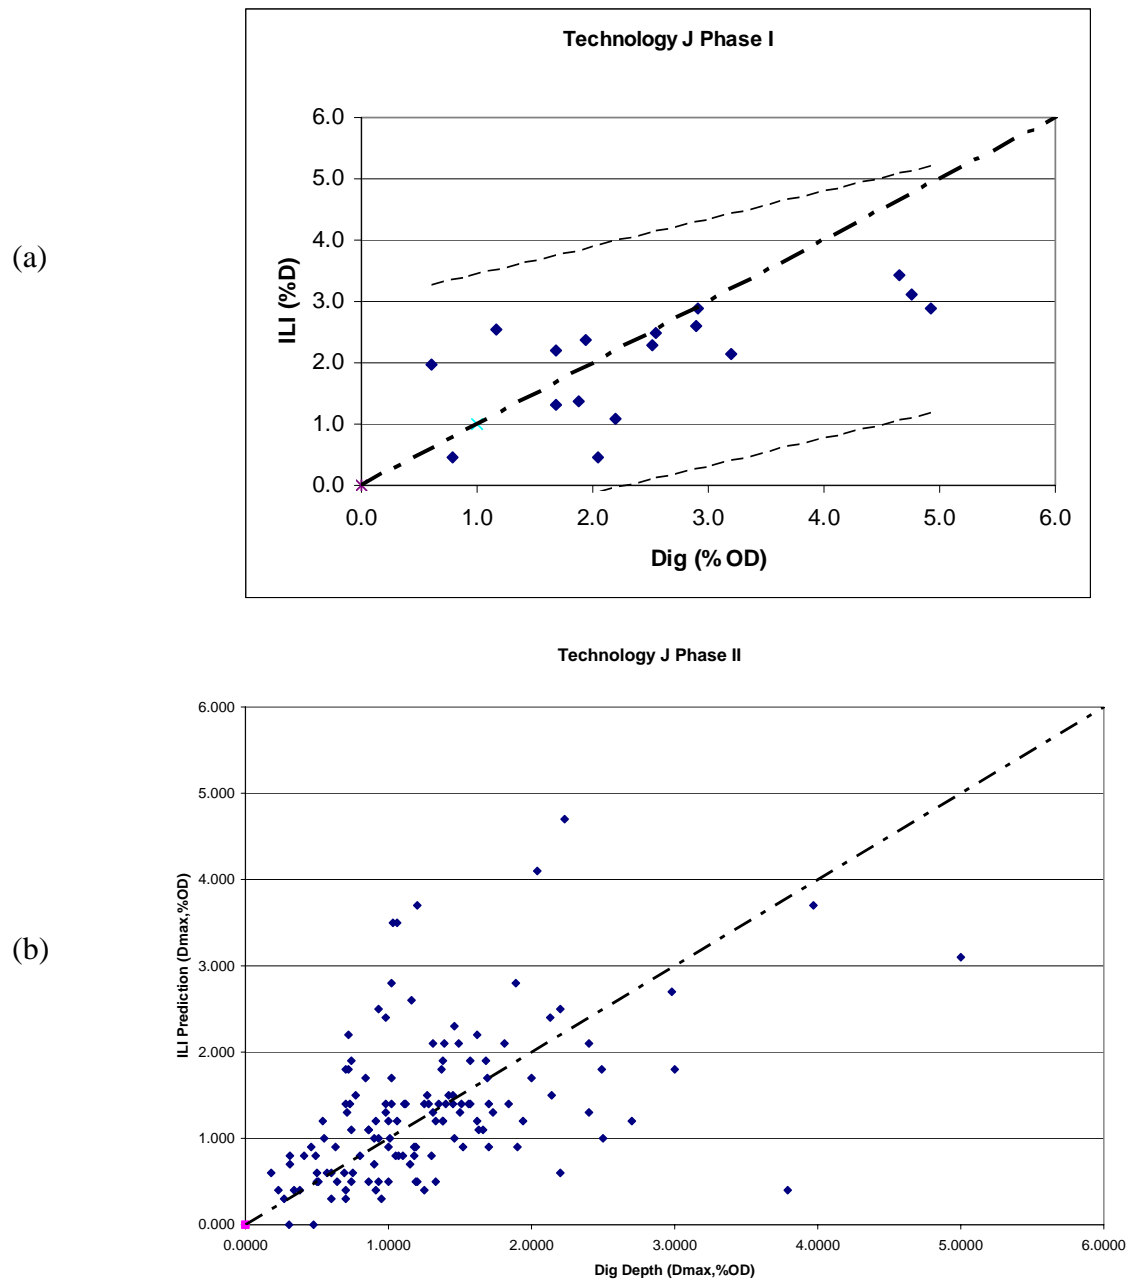 Technology J Phase I
(a)
ILI (%D)
6.0
5.0
4.0
3.0
2.0
1.0
0.0
0.0 1.0 2.0 3.0 4.0 5.0 6.0
Dig (% OD)
Technology J Phase II
(b)
ILI Prediction (Dmax,%OD)
6.000
5.000
4.000
3.000
2.000
1.000
0.000
0.0000 1.0000 2.0000 3.0000 4.0000 5.0000 6.0000
Dig Depth (Dmax,%OD)